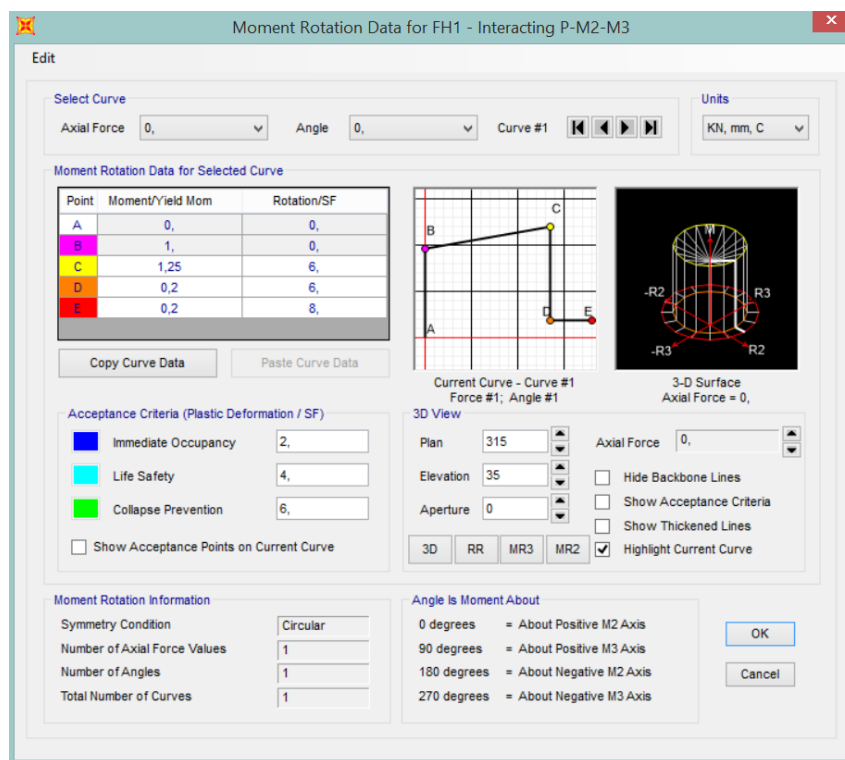 Moment Rotation Data for FH1 - Interacting P-M2-M3
Edit
Select Curve
Axial Force 0, Angle 0, Curve #1
Units
KN, mm, C
Moment Rotation Data for Selected Curve
Point Moment/Yield Mom Rotation/SF
A 0, 0,
B 1, 0,
C 1,25 6,
D 0,2 6,
E 0,2 8,
Copy Curve Data Paste Curve Data
A
B
C
D
E
Current Curve - Curve #1
Force #1; Angle #1
M
-R2 R3
-R3 R2
3-D Surface
Axial Force = 0,
Acceptance Criteria (Plastic Deformation / SF)
Immediate Occupancy 2,
Life Safety 4,
Collapse Prevention 6,
Show Acceptance Points on Current Curve
3D View
Plan 315
Elevation 35
Aperture 0
3D RR MR3 MR2
Axial Force 0,
Hide Backbone Lines
Show Acceptance Criteria
Show Thickened Lines
Highlight Current Curve
Moment Rotation Information
Symmetry Condition Circular
Number of Axial Force Values 1
Number of Angles 1
Total Number of Curves 1
Angle Is Moment About
0 degrees = About Positive M2 Axis
90 degrees = About Positive M3 Axis
180 degrees = About Negative M2 Axis
270 degrees = About Negative M3 Axis
OK
Cancel